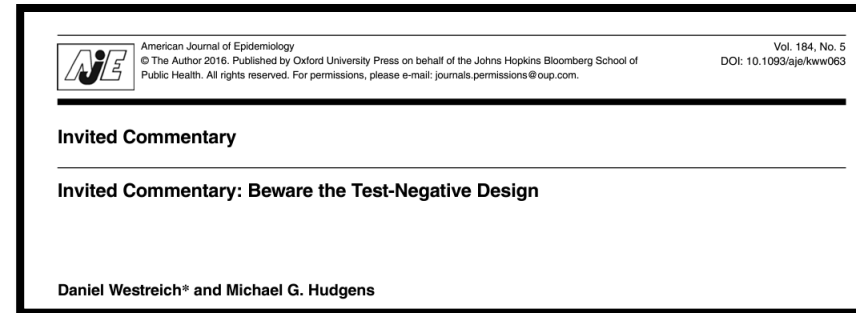 AJE
American Journal of Epidemiology
© The Author 2016. Published by Oxford University Press on behalf of the Johns Hopkins Bloomberg School of
Public Health. All rights reserved. For permissions, please e-mail: journals.permissions@oup.com.
Vol. 184, No. 5
DOI: 10.1093/aje/kww063
Invited Commentary
Invited Commentary: Beware the Test-Negative Design
Daniel Westreich* and Michael G. Hudgens